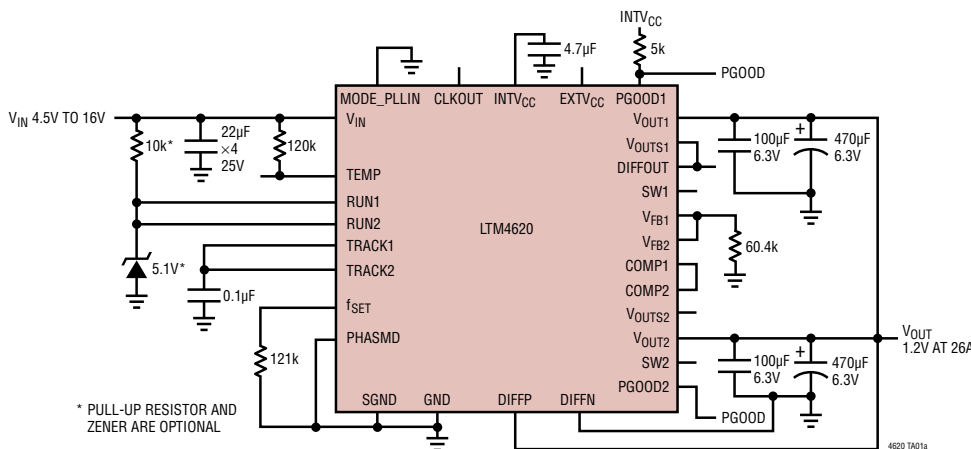 INTVCC
4.7µF
5k
PGOOD
MODE_PLLIN CLKOUT INTVCC EXTVCC PGOOD1
VIN 4.5V TO 16V
VIN
VOUT1
10k*
22µF
×4
25V
120k
VOUTS1
100µF
6.3V
+
470µF
6.3V
DIFFOUT
TEMP
SW1
RUN1
RUN2
LTM4620
VFB1
VFB2
60.4k
TRACK1
TRACK2
COMP1
COMP2
5.1V*
0.1µF
fSET
VOUTS2
PHASMD
VOUT2
VOUT
1.2V AT 26A
121k
SW2
100µF
6.3V
+
470µF
6.3V
PGOOD2
PGOOD
SGND GND DIFFP DIFFN
* PULL-UP RESISTOR AND
ZENER ARE OPTIONAL
4620 TA01a